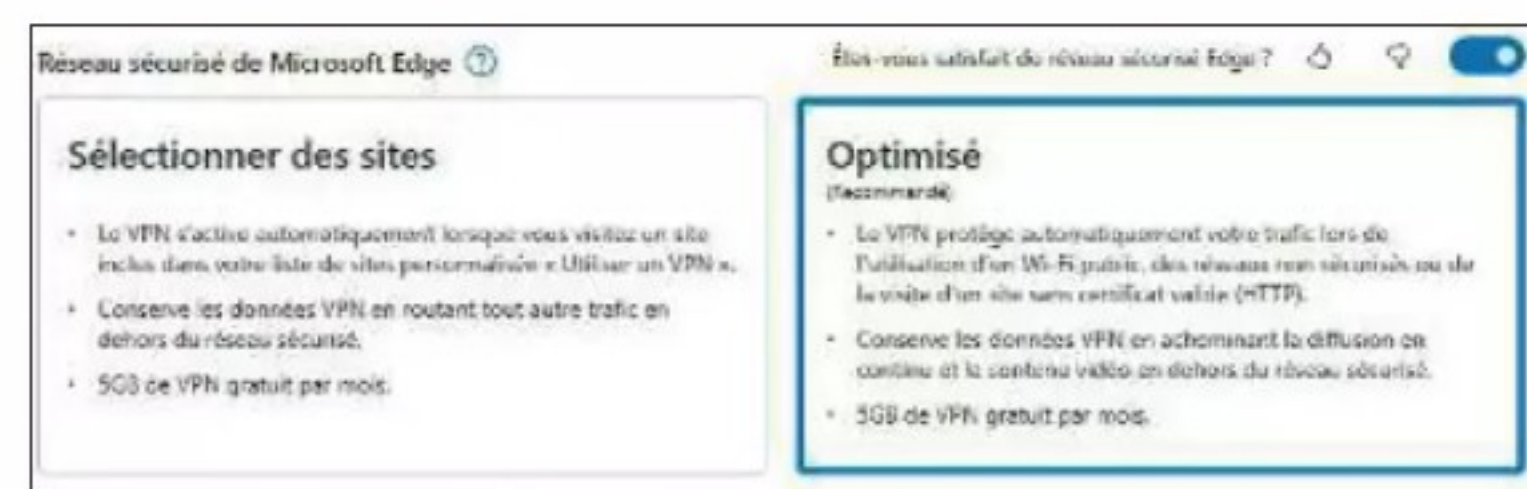 Réseau sécurisé de Microsoft Edge ?
Êtes-vous satisfait du réseau sécurisé Edge ?
Sélectionner des sites
• Le VPN s'active automatiquement lorsque vous visitez un site
inclus dans votre liste de sites personnalisée « Utiliser un VPN ».
• Conserve les données VPN en routant tout autre trafic en
dehors du réseau sécurisé.
• 5GB de VPN gratuit par mois.
Optimisé
(Recommandé)
• Le VPN protège automatiquement votre trafic lors de
l'utilisation d'un Wi-Fi public, des réseaux non sécurisés ou de
la visite d'un site sans certificat valide (HTTP).
• Conserve les données VPN en acheminant la diffusion en
continu et le contenu vidéo en dehors du réseau sécurisé.
• 5GB de VPN gratuit par mois.